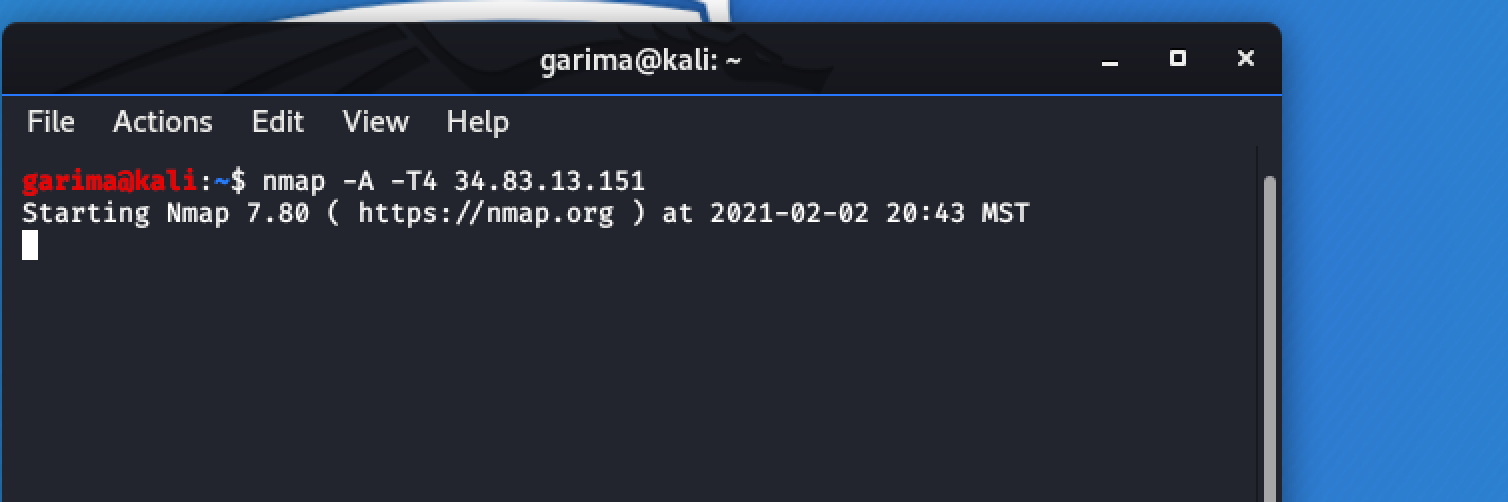 garima@kali: ~
File Actions Edit View Help
garima@kali:~$ nmap -A -T4 34.83.13.151
Starting Nmap 7.80 ( https://nmap.org ) at 2021-02-02 20:43 MST